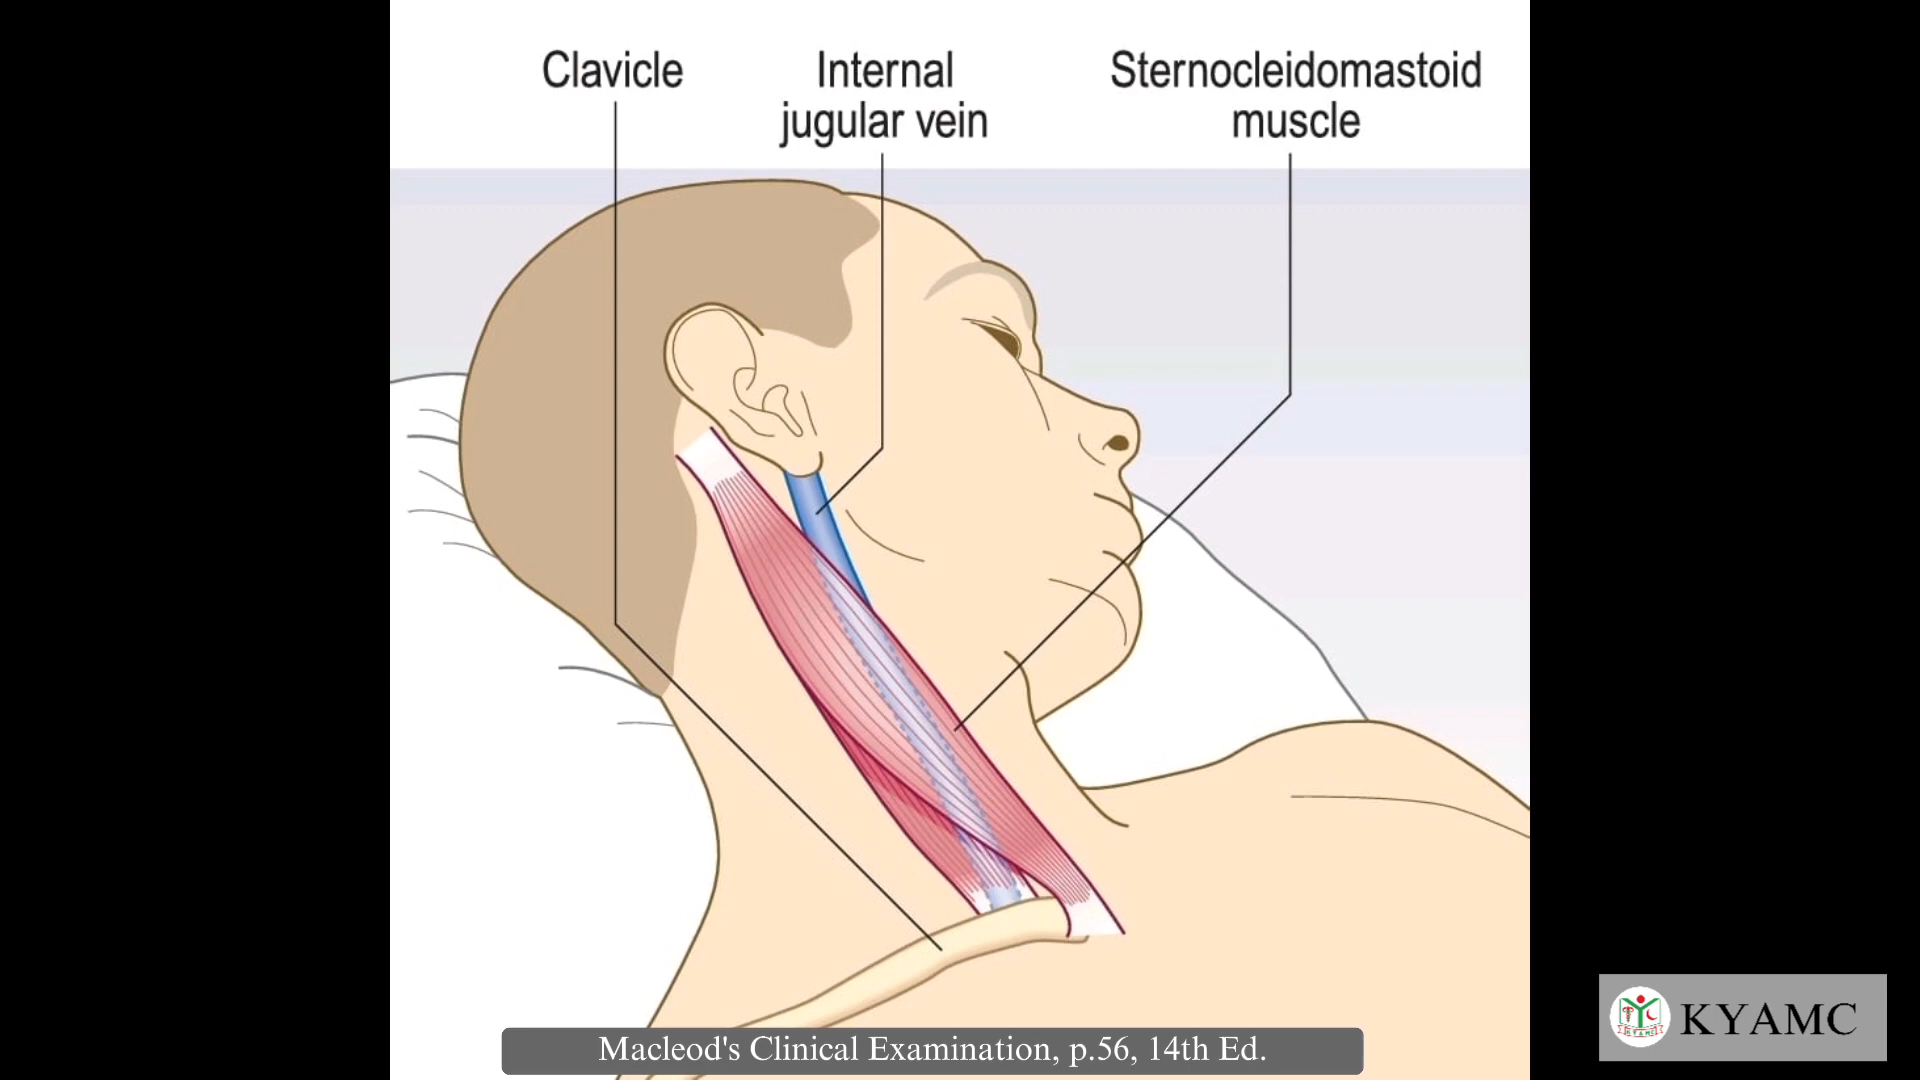 Clavicle
Internal
jugular vein
Sternocleidomastoid
muscle
Macleod's Clinical Examination, p.56, 14th Ed.
KYAMC